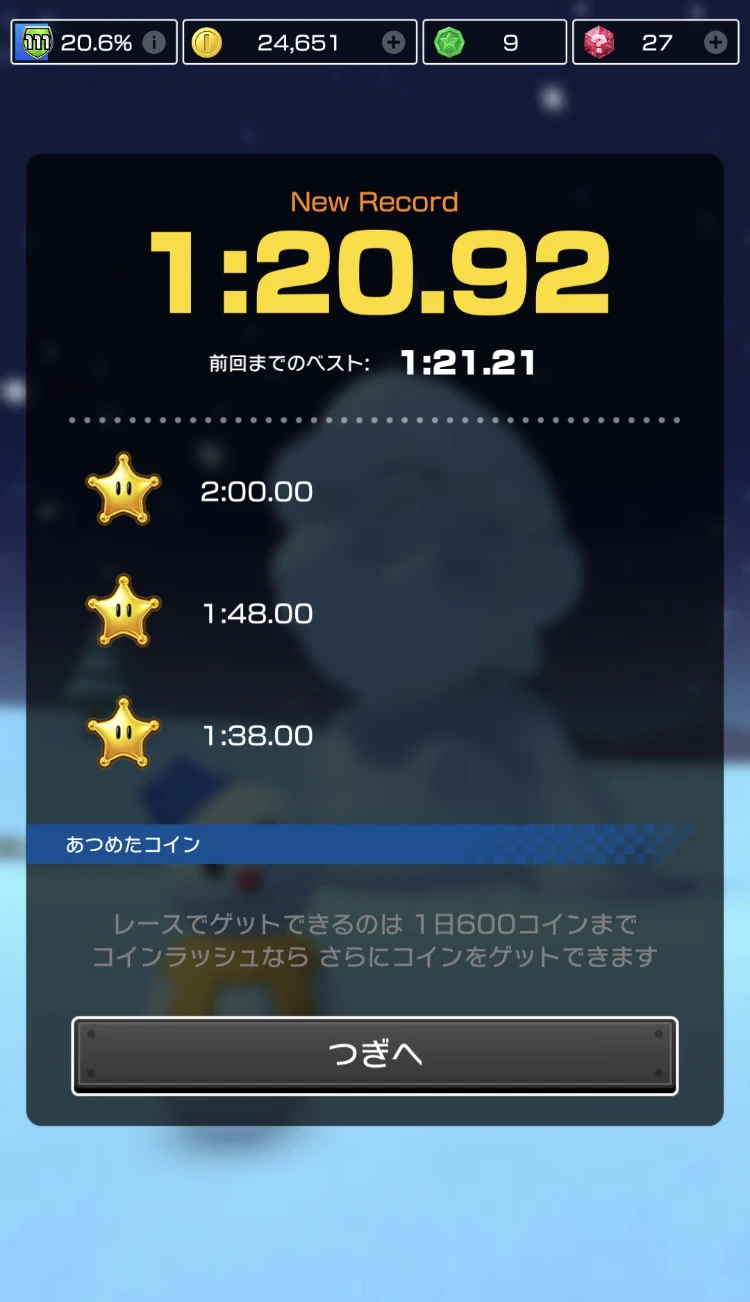 111 20.6% i
24,651 +
9
27 +
New Record
1:20.92
前回までのベスト: 1:21.21
2:00.00
1:48.00
1:38.00
あつめたコイン
レースでゲットできるのは 1日600コインまで
コインラッシュなら さらにコインをゲットできます
つぎへ